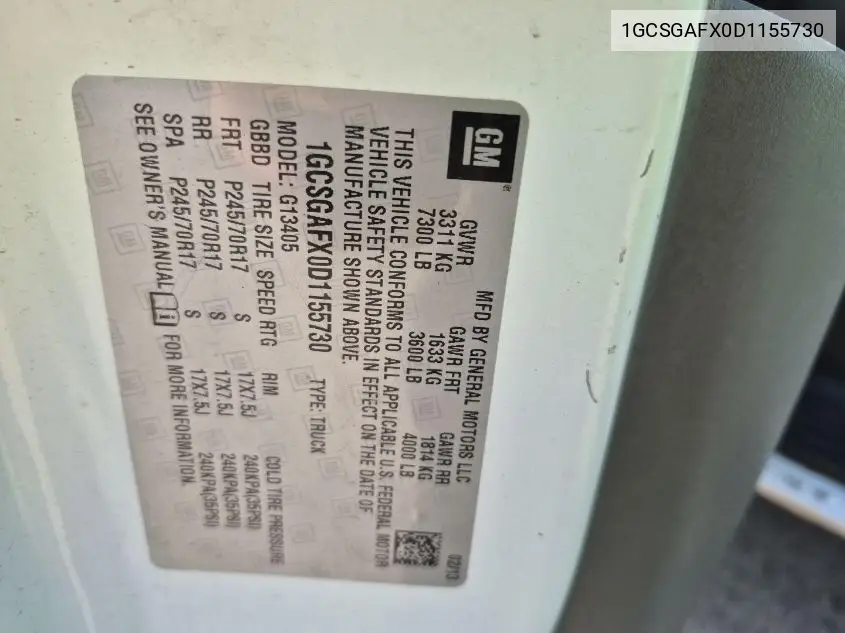 1GCSGAFX0D1155730
GM
MFD BY GENERAL MOTORS LLC
02/13
GVWR GAWR FRT GAWR RR
3311 KG 1633 KG 1814 KG
7300 LB 3600 LB 4000 LB
THIS VEHICLE CONFORMS TO ALL APPLICABLE U.S. FEDERAL MOTOR
VEHICLE SAFETY STANDARDS IN EFFECT ON THE DATE OF
MANUFACTURE SHOWN ABOVE.
1GCSGAFX0D1155730 TYPE: TRUCK
MODEL: G13405
GBBD TIRE SIZE SPEED RTG RIM COLD TIRE PRESSURE
FRT P245/70R17 S 17X7.5J 240KPA(35PSI)
RR P245/70R17 S 17X7.5J 240KPA(35PSI)
SPA P245/70R17 S 17X7.5J 240KPA(35PSI)
SEE OWNER'S MANUAL FOR MORE INFORMATION.